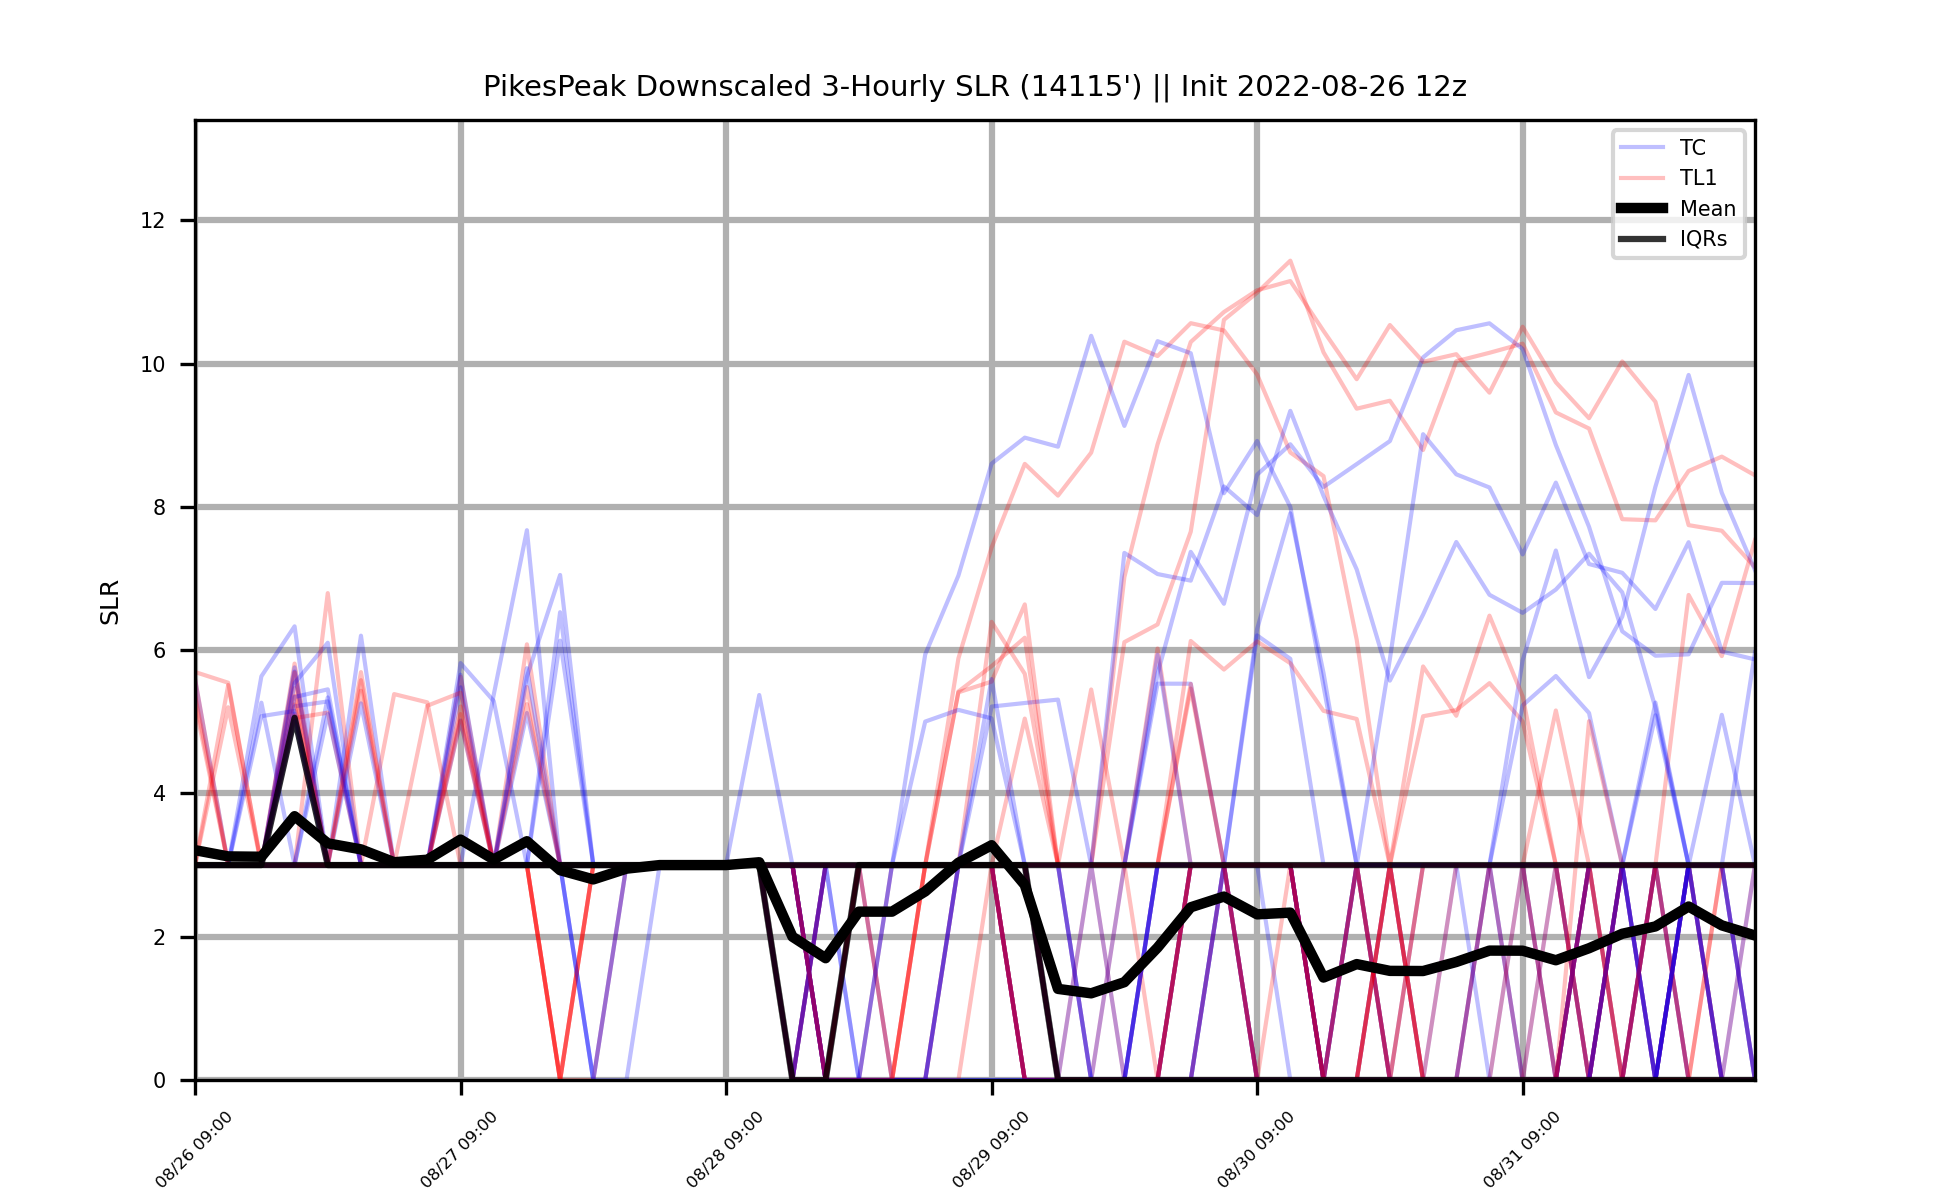 PikesPeak Downscaled 3-Hourly SLR (14115') || Init 2022-08-26 12z
TC
TL1
Mean
IQRs
SLR
12
10
8
6
4
2
0
08/26 09:00
08/27 09:00
08/28 09:00
08/29 09:00
08/30 09:00
08/31 09:00